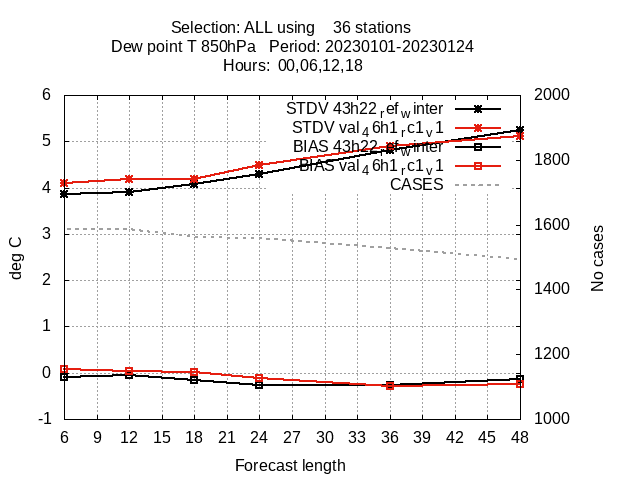 Selection: ALL using    36 stations
Dew point T 850hPa   Period: 20230101-20230124
Hours:  00,06,12,18
STDV 43h22_ref_winter
STDV val_46h1_rc1_v1
BIAS 43h22_ref_winter
BIAS val_46h1_rc1_v1
CASES
deg C
6
5
4
3
2
1
0
-1
2000
1800
1600
1400
1200
1000
No cases
6 9 12 15 18 21 24 27 30 33 36 39 42 45 48
Forecast length